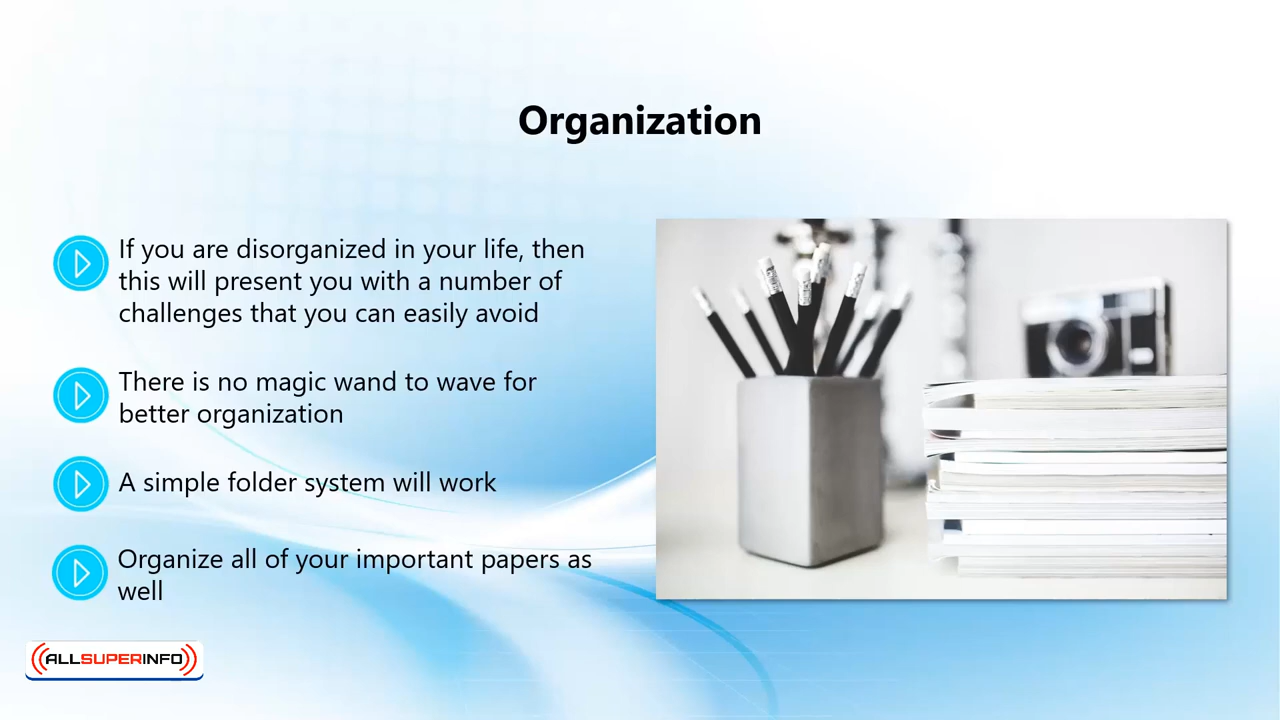 Organization
If you are disorganized in your life, then
this will present you with a number of
challenges that you can easily avoid
There is no magic wand to wave for
better organization
A simple folder system will work
Organize all of your important papers as
well
ALLSUPERINFO